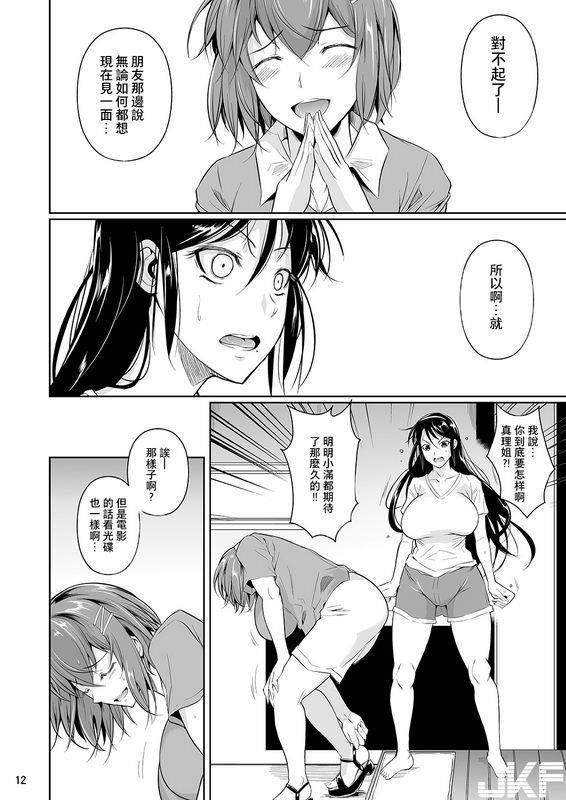 對不起了ー
朋友那邊說
無論如何都想
現在見一面…
所以啊…就
我說…
你到底要怎樣啊
真理姐?!
明明小滿都期待
了那麼久的!!
誒ー
那樣子啊?
但是電影
的話看光碟
也一樣啊…
12
JKF